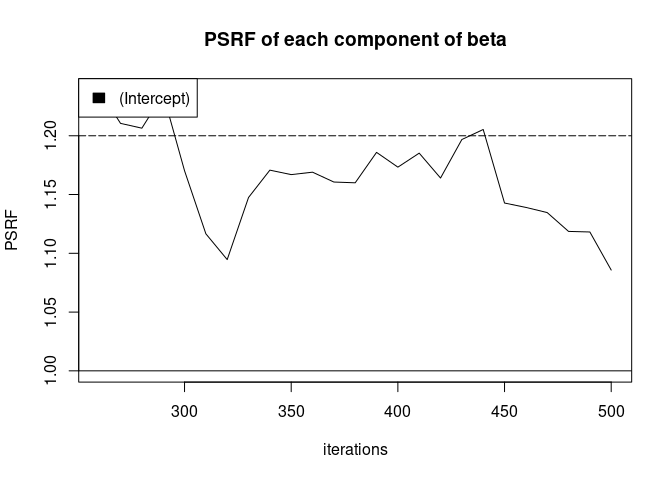 PSRF of each component of beta
(Intercept)
PSRF
1.20
1.15
1.10
1.05
1.00
300 350 400 450 500
iterations